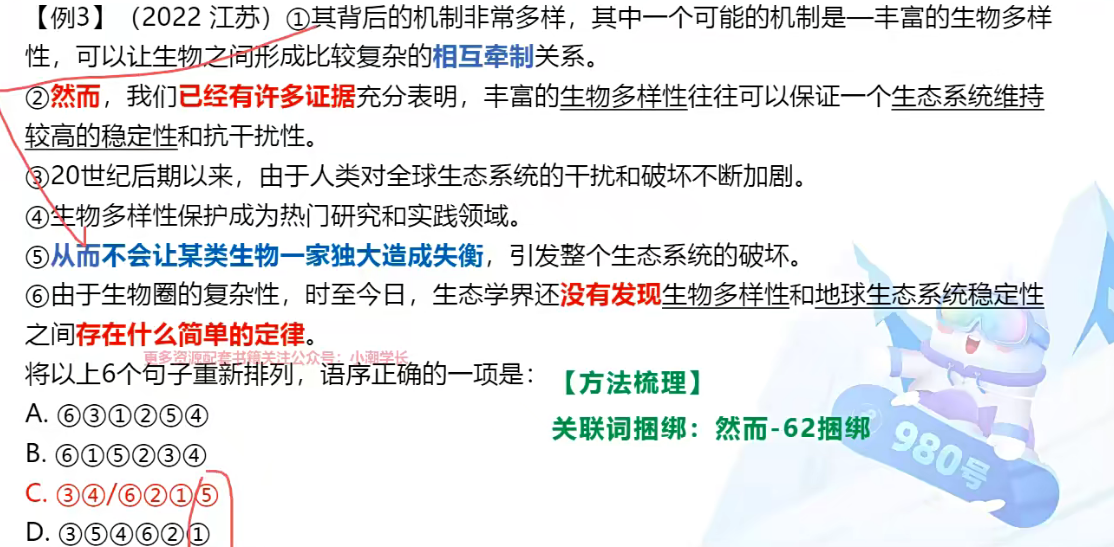 【例3】（2022 江苏）①其背后的机制非常多样，其中一个可能的机制是—丰富的生物多样
性，可以让生物之间形成比较复杂的相互牵制关系。
②然而，我们已经有许多证据充分表明，丰富的生物多样性往往可以保证一个生态系统维持
较高的稳定性和抗干扰性。
③20世纪后期以来，由于人类对全球生态系统的干扰和破坏不断加剧。
④生物多样性保护成为热门研究和实践领域。
⑤从而不会让某类生物一家独大造成失衡，引发整个生态系统的破坏。
⑥由于生物圈的复杂性，时至今日，生态学界还没有发现生物多样性和地球生态系统稳定性
之间存在什么简单的定律。
更多资源配套书籍关注公众号：小潮学长
将以上6个句子重新排列，语序正确的一项是：
【方法梳理】
A. ⑥③①②⑤④
关联词捆绑：然而-62捆绑
B. ⑥①⑤②③④
980号
C. ③④/⑥②①⑤
D. ③⑤④⑥②①